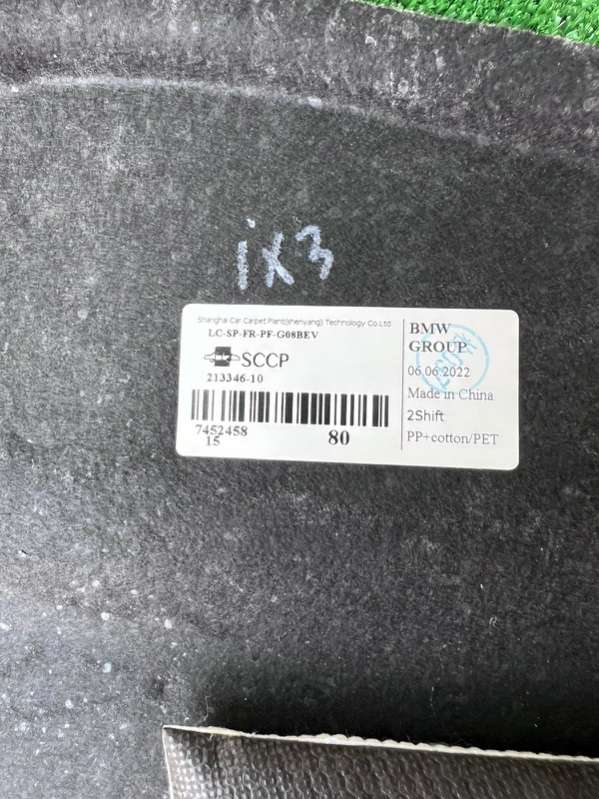 ix3
Shanghai Car Carpet Plant(shenyang) Technology Co.Ltd
LC-SP-FR-PF-G08BEV
SCCP
213346-10
7452458
15
80
BMW
GROUP
06.06.2022
Made in China
2Shift
PP+cotton/PET